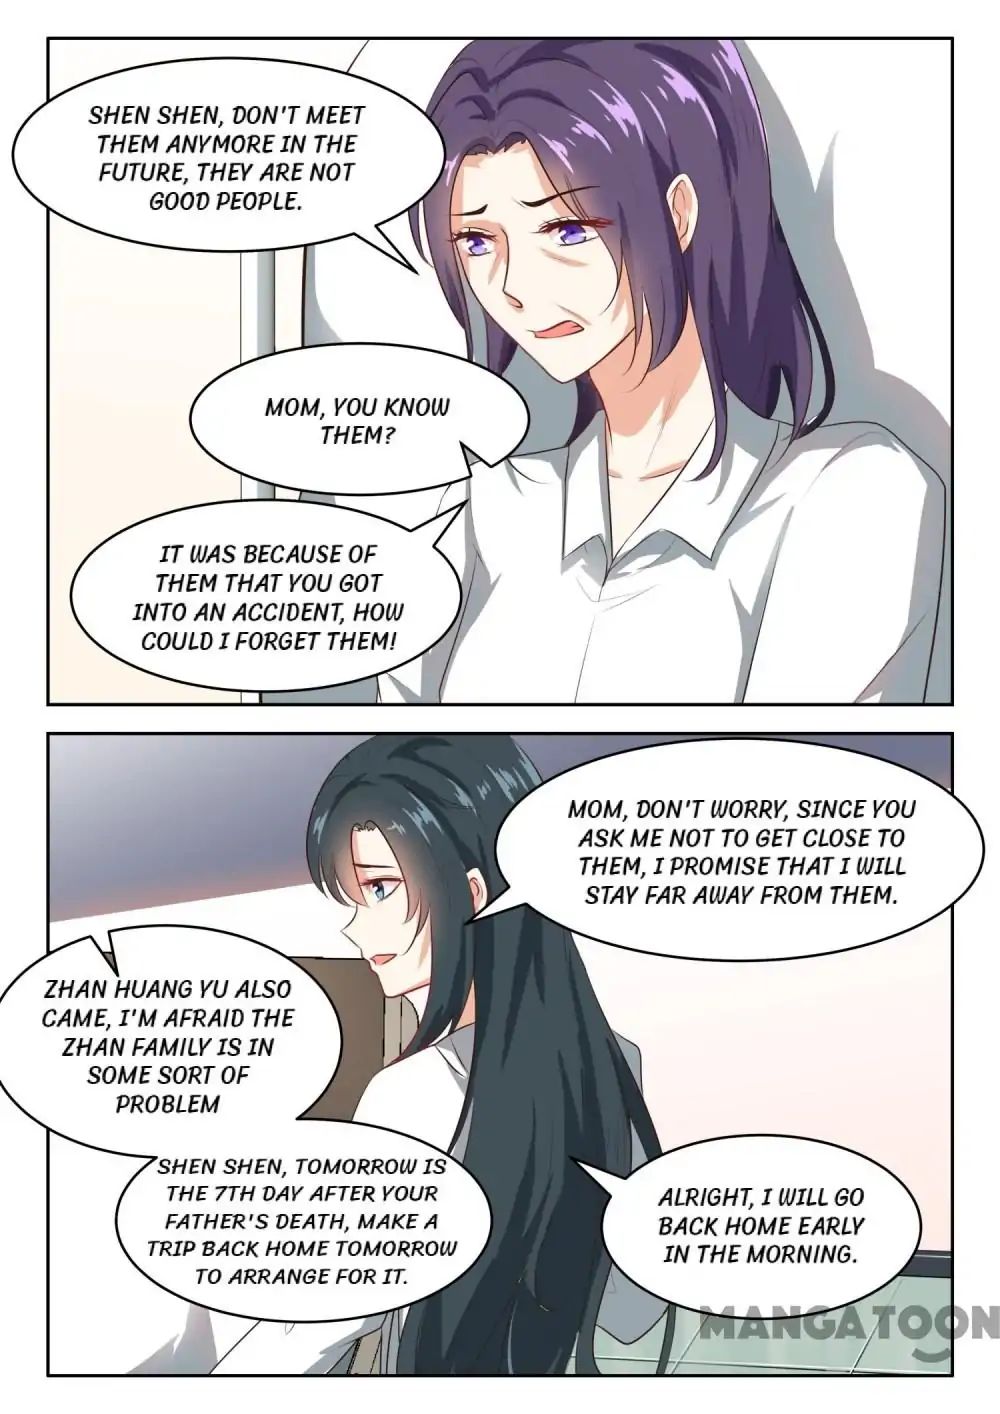 SHEN SHEN, DON'T MEET
THEM ANYMORE IN THE
FUTURE, THEY ARE NOT
GOOD PEOPLE.
MOM, YOU KNOW
THEM?
IT WAS BECAUSE OF
THEM THAT YOU GOT
INTO AN ACCIDENT, HOW
COULD I FORGET THEM!
MOM, DON'T WORRY, SINCE YOU
ASK ME NOT TO GET CLOSE TO
THEM, I PROMISE THAT I WILL
STAY FAR AWAY FROM THEM.
ZHAN HUANG YU ALSO
CAME, I'M AFRAID THE
ZHAN FAMILY IS IN
SOME SORT OF
PROBLEM
SHEN SHEN, TOMORROW IS
THE 7TH DAY AFTER YOUR
FATHER'S DEATH, MAKE A
TRIP BACK HOME TOMORROW
TO ARRANGE FOR IT.
ALRIGHT, I WILL GO
BACK HOME EARLY
IN THE MORNING.
MANGATOON